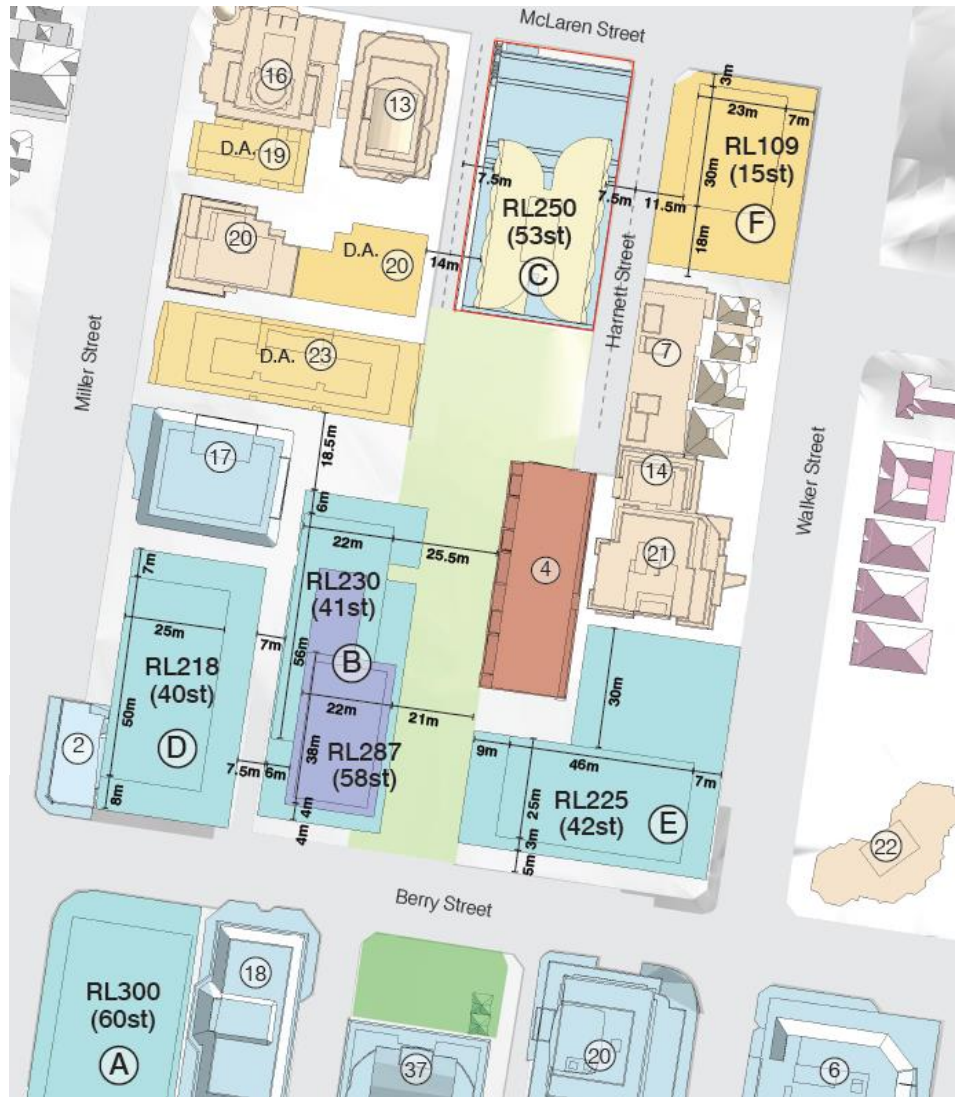 McLaren Street
16
13
3m
23m
7m
RL109
(15st)
30m
F
18m
D.A. 19
7.5m
7.5m
11.5m
RL250
(53st)
C
20
D.A. 20
14m
Harnett Street
Miller Street
D.A. 23
7
17
18.5m
14
Walker Street
6m
22m
25.5m
4
21
7m
RL230
(41st)
25m
7m
56m
B
RL218
(40st)
50m
30m
22m
21m
2
D
38m
RL287
(58st)
9m
46m
7m
7.5m
6m
25m
RL225
(42st)
E
8m
4m
4m
3m
5m
22
Berry Street
18
RL300
(60st)
A
37
20
6